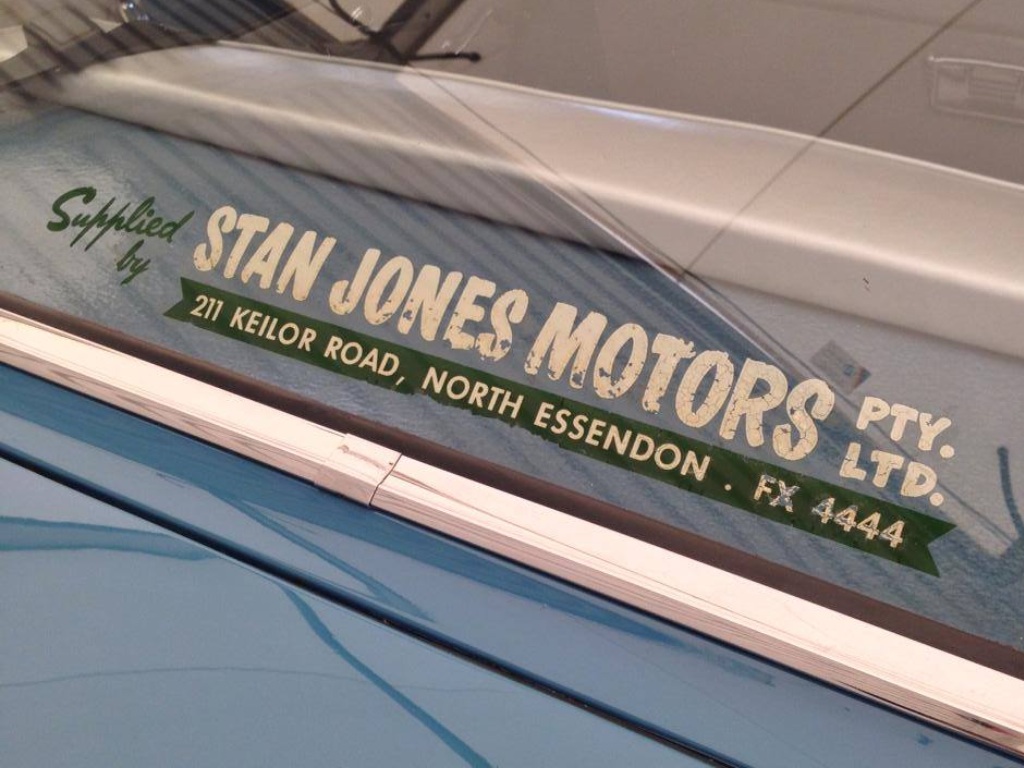 Supplied
by
STAN JONES MOTORS PTY.
LTD.
211 KEILOR ROAD, NORTH ESSENDON . FX 4444